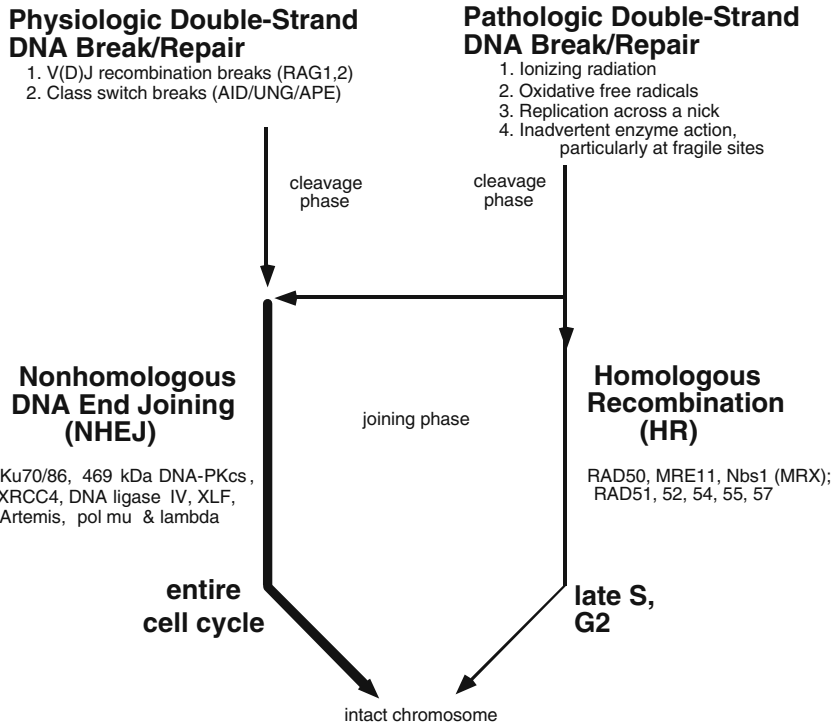 Physiologic Double-Strand
DNA Break/Repair
1. V(D)J recombination breaks (RAG1,2)
2. Class switch breaks (AID/UNG/APE)
Pathologic Double-Strand
DNA Break/Repair
1. Ionizing radiation
2. Oxidative free radicals
3. Replication across a nick
4. Inadvertent enzyme action,
particularly at fragile sites
cleavage
phase
cleavage
phase
Nonhomologous
DNA End Joining
(NHEJ)
Ku70/86, 469 kDa DNA-PKcs,
XRCC4, DNA ligase IV, XLF,
Artemis, pol mu & lambda
joining phase
Homologous
Recombination
(HR)
RAD50, MRE11, Nbs1 (MRX);
RAD51, 52, 54, 55, 57
entire
cell cycle
late S,
G2
intact chromosome